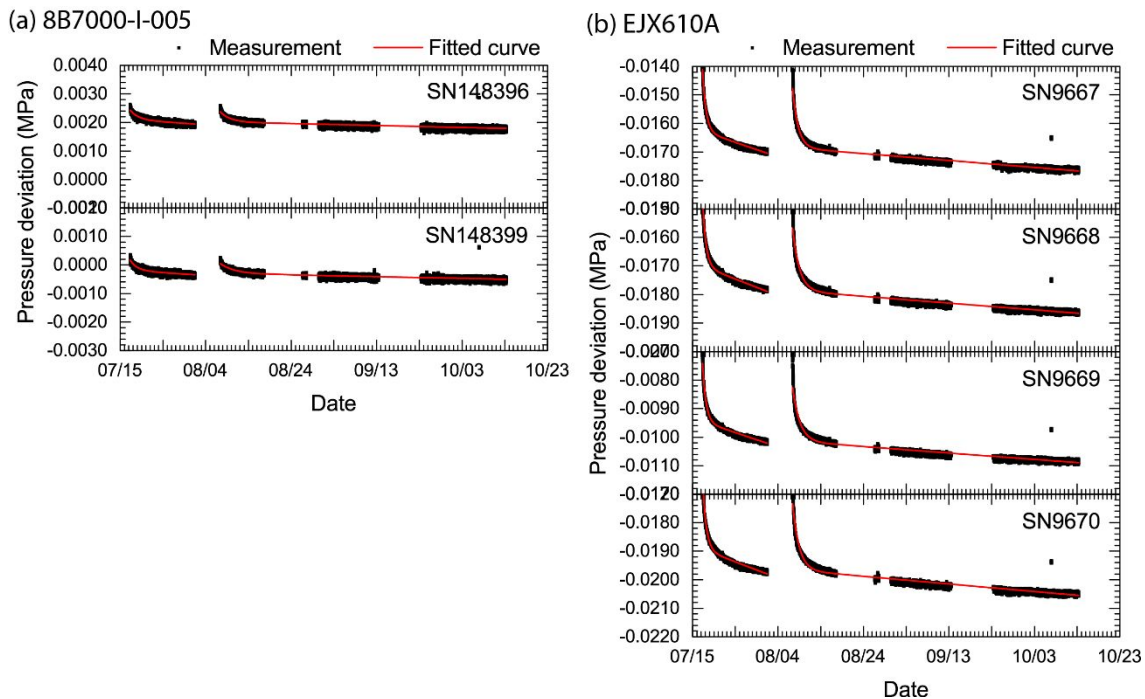 (a) 8B7000-I-005
Measurement Fitted curve
Pressure deviation (MPa)
0.0040
SN148396
0.0030
0.0020
0.0010
0.0000
SN148399
0.0010
0.0000
-0.0010
-0.0020
-0.0030
07/15 08/04 08/24 09/13 10/03 10/23
Date
(b) EJX610A
Measurement Fitted curve
Pressure deviation (MPa)
Pressure deviation (MPa)
-0.0140
SN9667
-0.0150
-0.0160
-0.0170
-0.0180
SN9668
-0.0160
-0.0170
-0.0180
-0.0190
SN9669
-0.0080
-0.0090
-0.0100
-0.0110
SN9670
-0.0180
-0.0190
-0.0200
-0.0210
-0.0220
07/15 08/04 08/24 09/13 10/03 10/23
Date